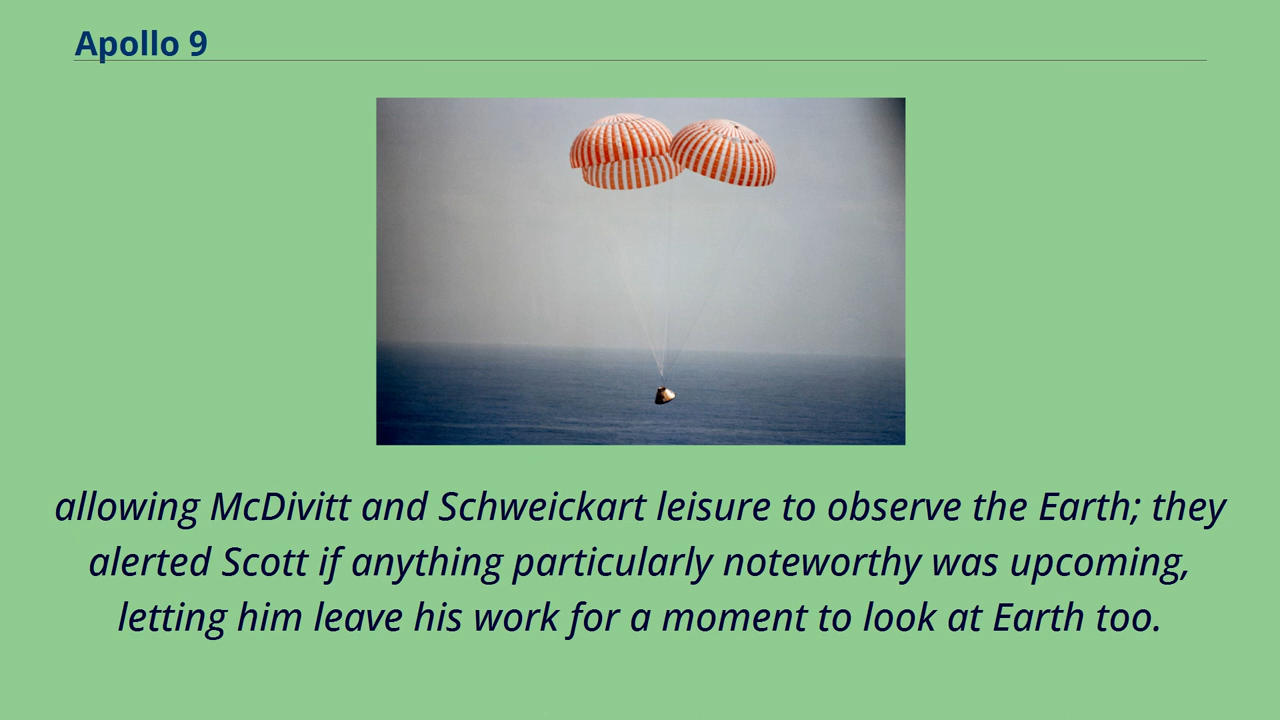 Apollo 9
allowing McDivitt and Schweickart leisure to observe the Earth; they
alerted Scott if anything particularly noteworthy was upcoming,
letting him leave his work for a moment to look at Earth too.